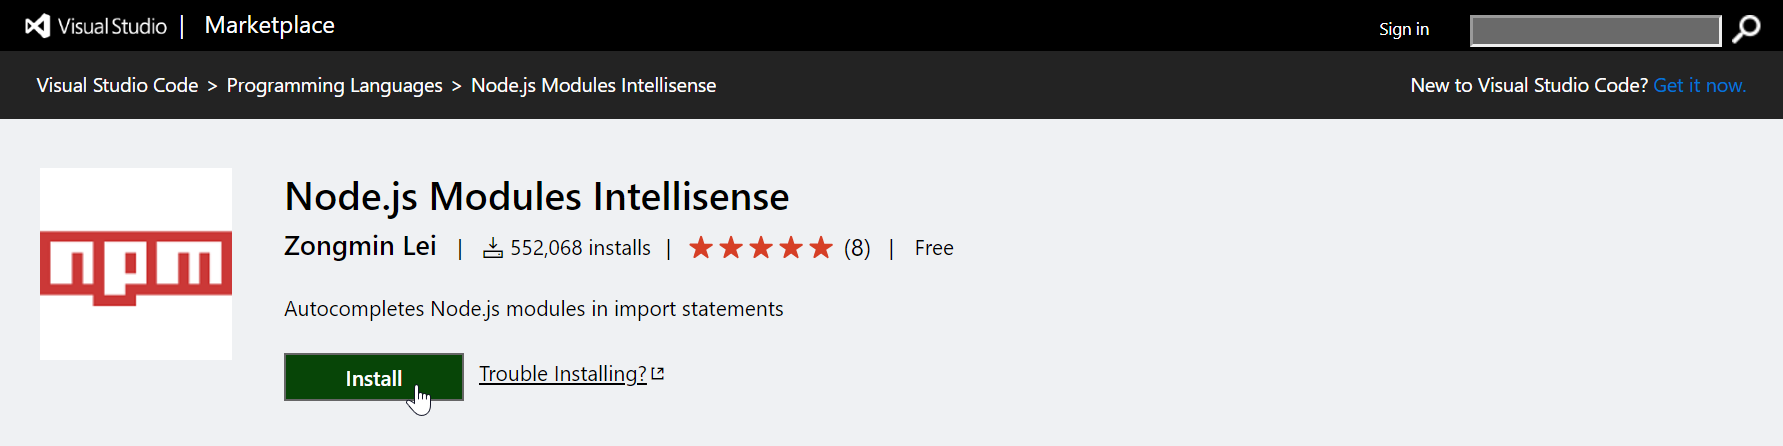 Visual Studio | Marketplace
Sign in
Visual Studio Code > Programming Languages > Node.js Modules Intellisense
New to Visual Studio Code? Get it now.
npm
Node.js Modules Intellisense
Zongmin Lei | 552,068 installs | (8) | Free
Autocompletes Node.js modules in import statements
Install
Trouble Installing?